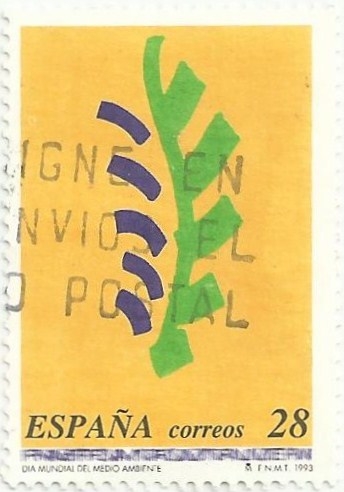 IGNE EN
NVIOS EL
O POSTAL
ESPAÑA correos 28
DIA MUNDIAL DEL MEDIO AMBIENTE F.N.M.T. 1993